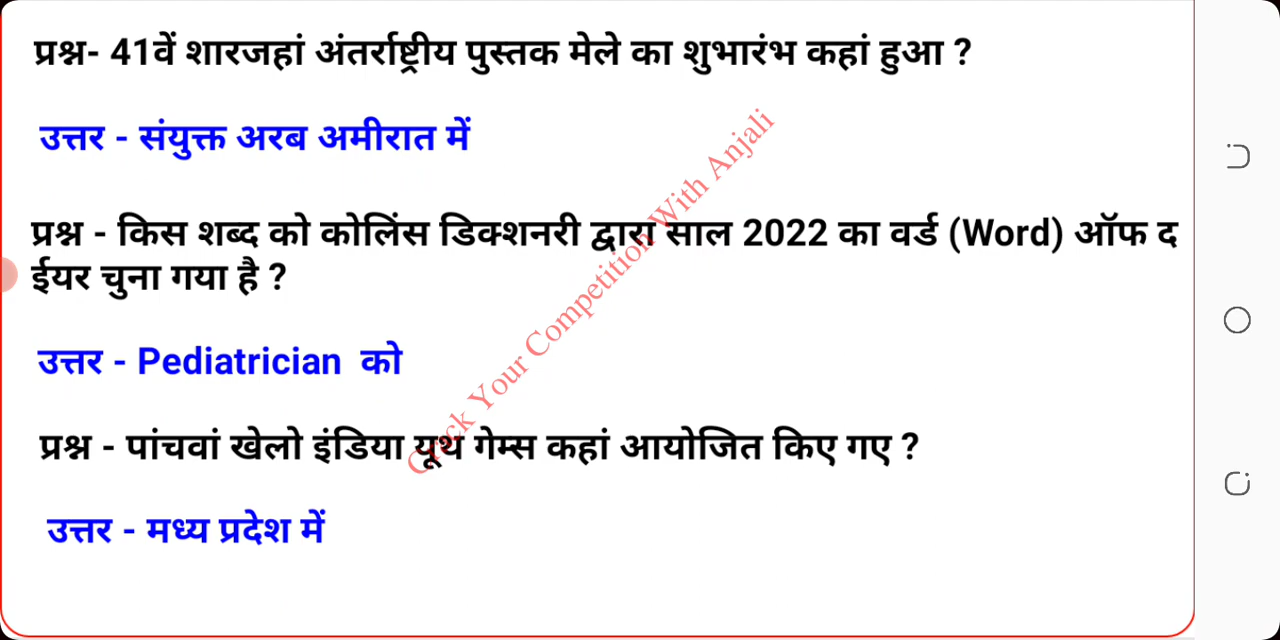 प्रश्न- 41वें शारजहां अंतर्राष्ट्रीय पुस्तक मेले का शुभारंभ कहां हुआ ?
उत्तर - संयुक्त अरब अमीरात में
प्रश्न - किस शब्द को कोलिंस डिक्शनरी द्वारा साल 2022 का वर्ड (Word) ऑफ द
ईयर चुना गया है ?
उत्तर - Pediatrician को
प्रश्न - पांचवां खेलो इंडिया यूथ गेम्स कहां आयोजित किए गए ?
उत्तर - मध्य प्रदेश में
Crack Your Competition With Anjali